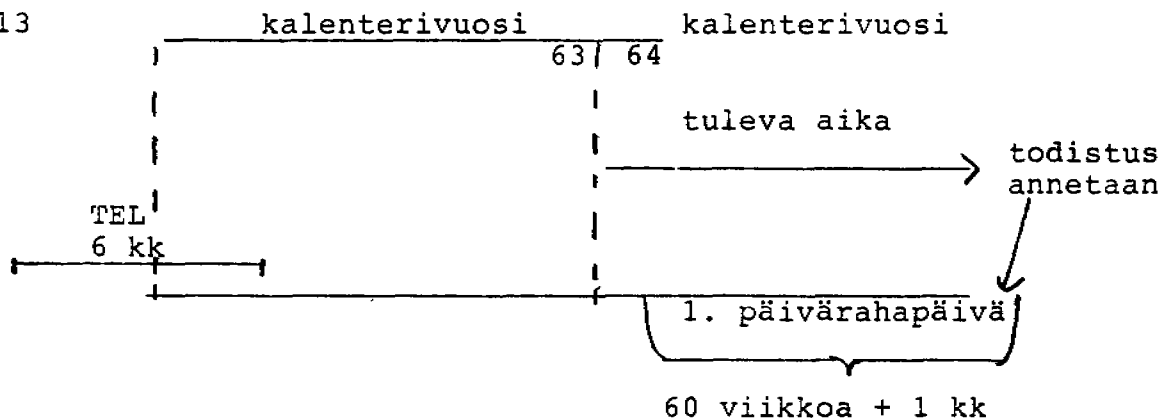 13
kalenterivuosi kalenterivuosi
63 64
tuleva aika
todistus
annetaan
TEL
6 kk
1. päivärahapäivä
60 viikkoa + 1 kk